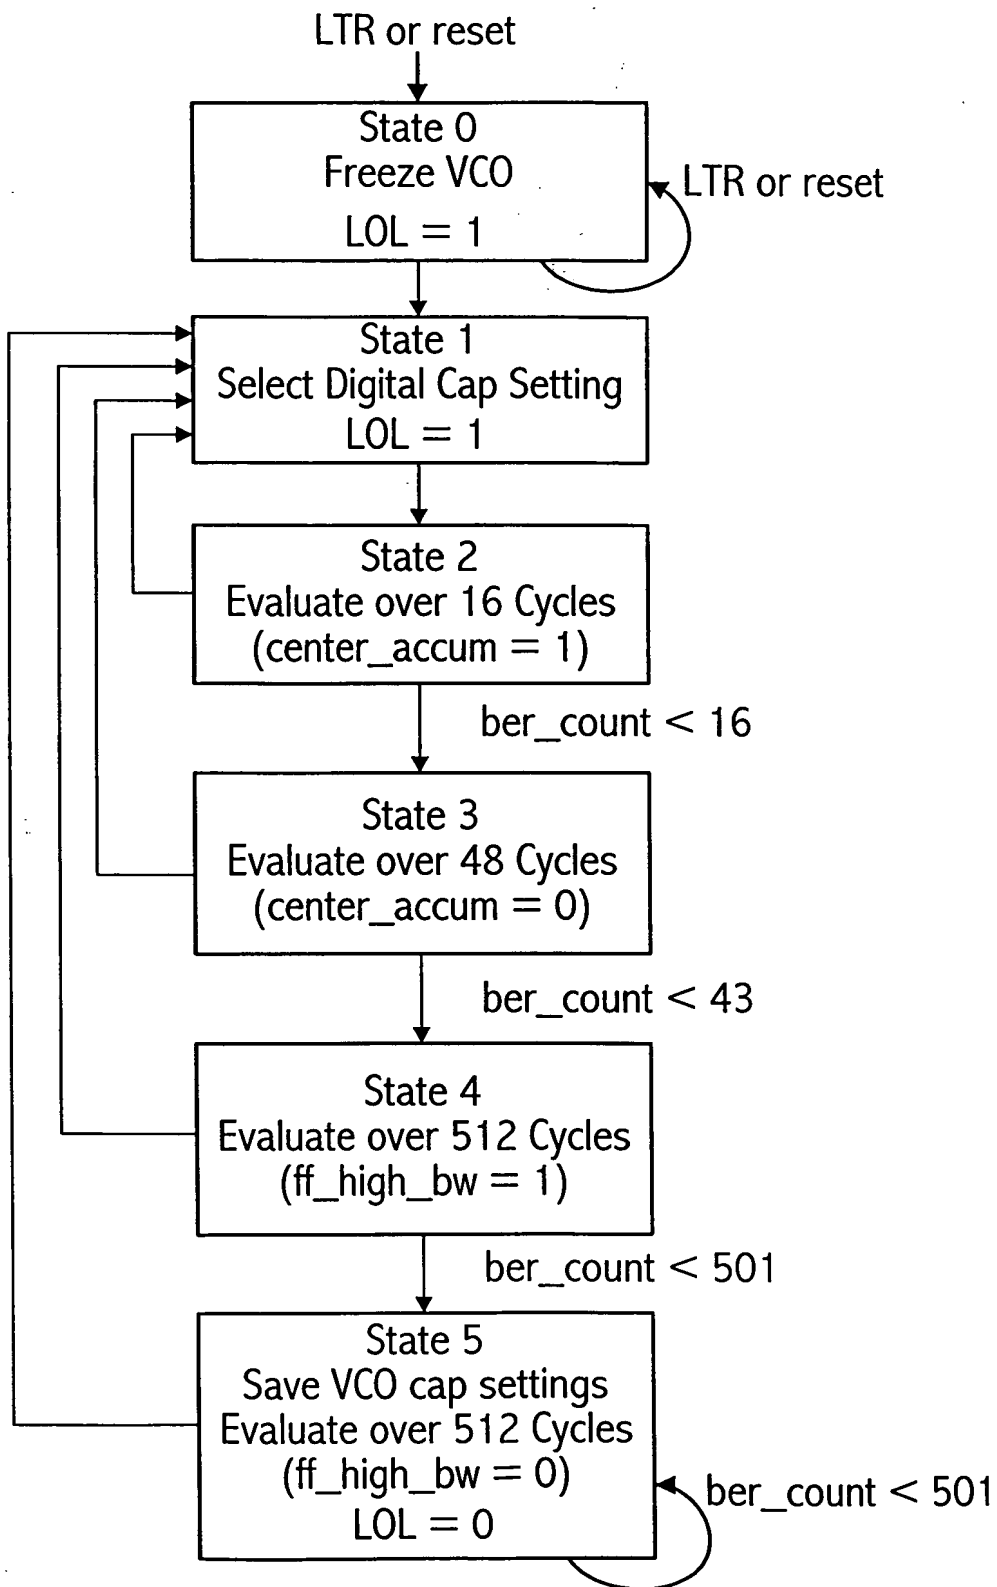 LTR or reset
State 0
Freeze VCO
LOL = 1
LTR or reset
State 1
Select Digital Cap Setting
LOL = 1
State 2
Evaluate over 16 Cycles
(center_accum = 1)
ber_count < 16
State 3
Evaluate over 48 Cycles
(center_accum = 0)
ber_count < 43
State 4
Evaluate over 512 Cycles
(ff_high_bw = 1)
ber_count < 501
State 5
Save VCO cap settings
Evaluate over 512 Cycles
(ff_high_bw = 0)
LOL = 0
ber_count < 501